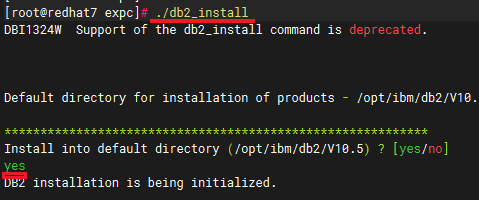 [root@redhat7 expc]# ./db2_install
DBI1324W  Support of the db2_install command is deprecated.
Default directory for installation of products - /opt/ibm/db2/V10.
***********************************************************
Install into default directory (/opt/ibm/db2/V10.5) ? [yes/no]
yes
DB2 installation is being initialized.